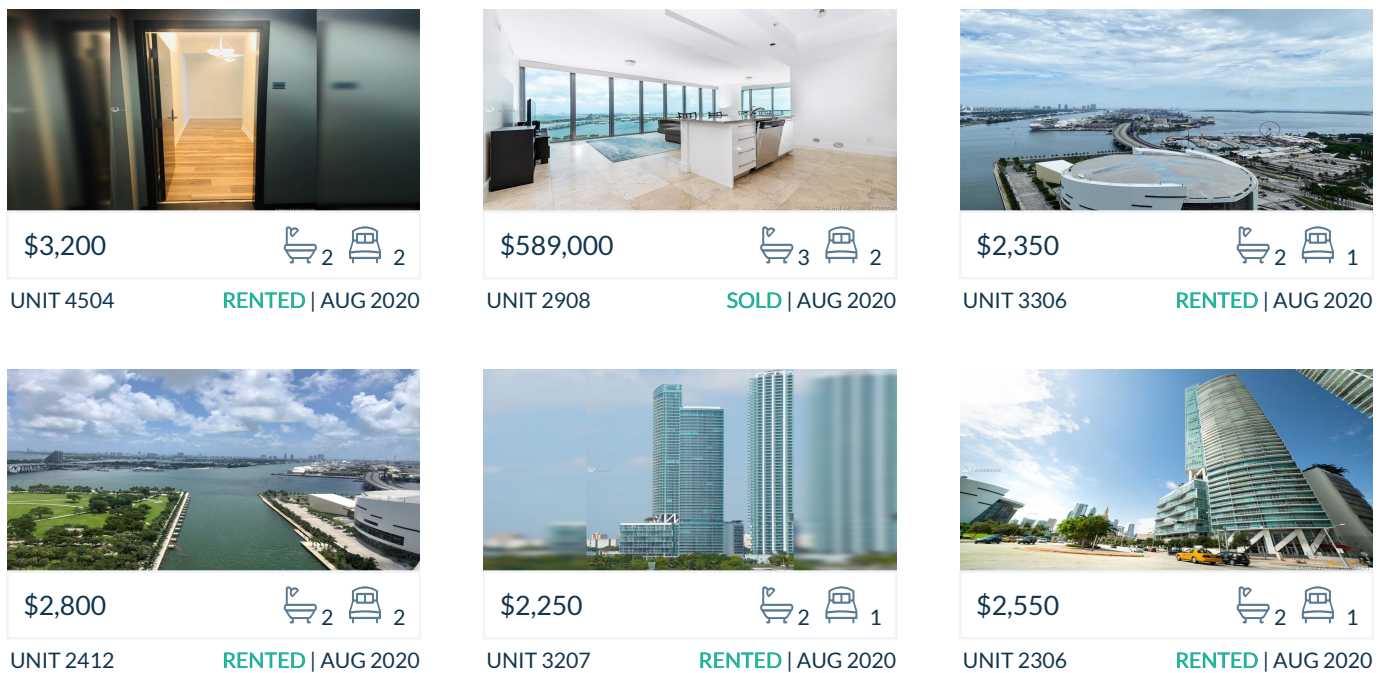 $3,200 2 2
UNIT 4504 RENTED | AUG 2020
$589,000 3 2
UNIT 2908 SOLD | AUG 2020
$2,350 2 1
UNIT 3306 RENTED | AUG 2020
$2,800 2 2
UNIT 2412 RENTED | AUG 2020
$2,250 2 1
UNIT 3207 RENTED | AUG 2020
$2,550 2 1
UNIT 2306 RENTED | AUG 2020